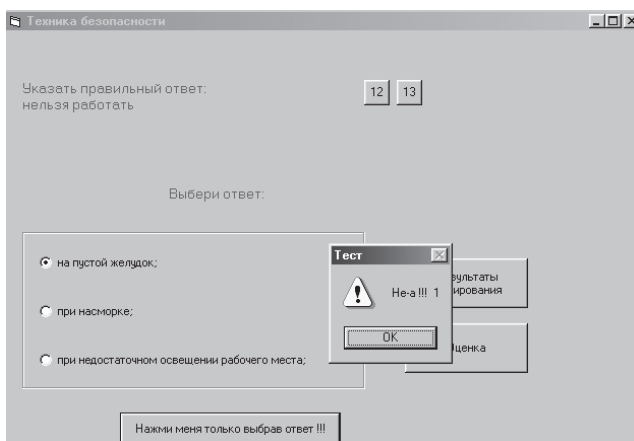 Техника безопасности
Указать правильный ответ:
нельзя работать
12 13
Выбери ответ:
на пустой желудок;
при насморке;
при недостаточном освещении рабочего места;
Тест
Не-а !!! 1
OK
Нажми меня только выбрав ответ !!!